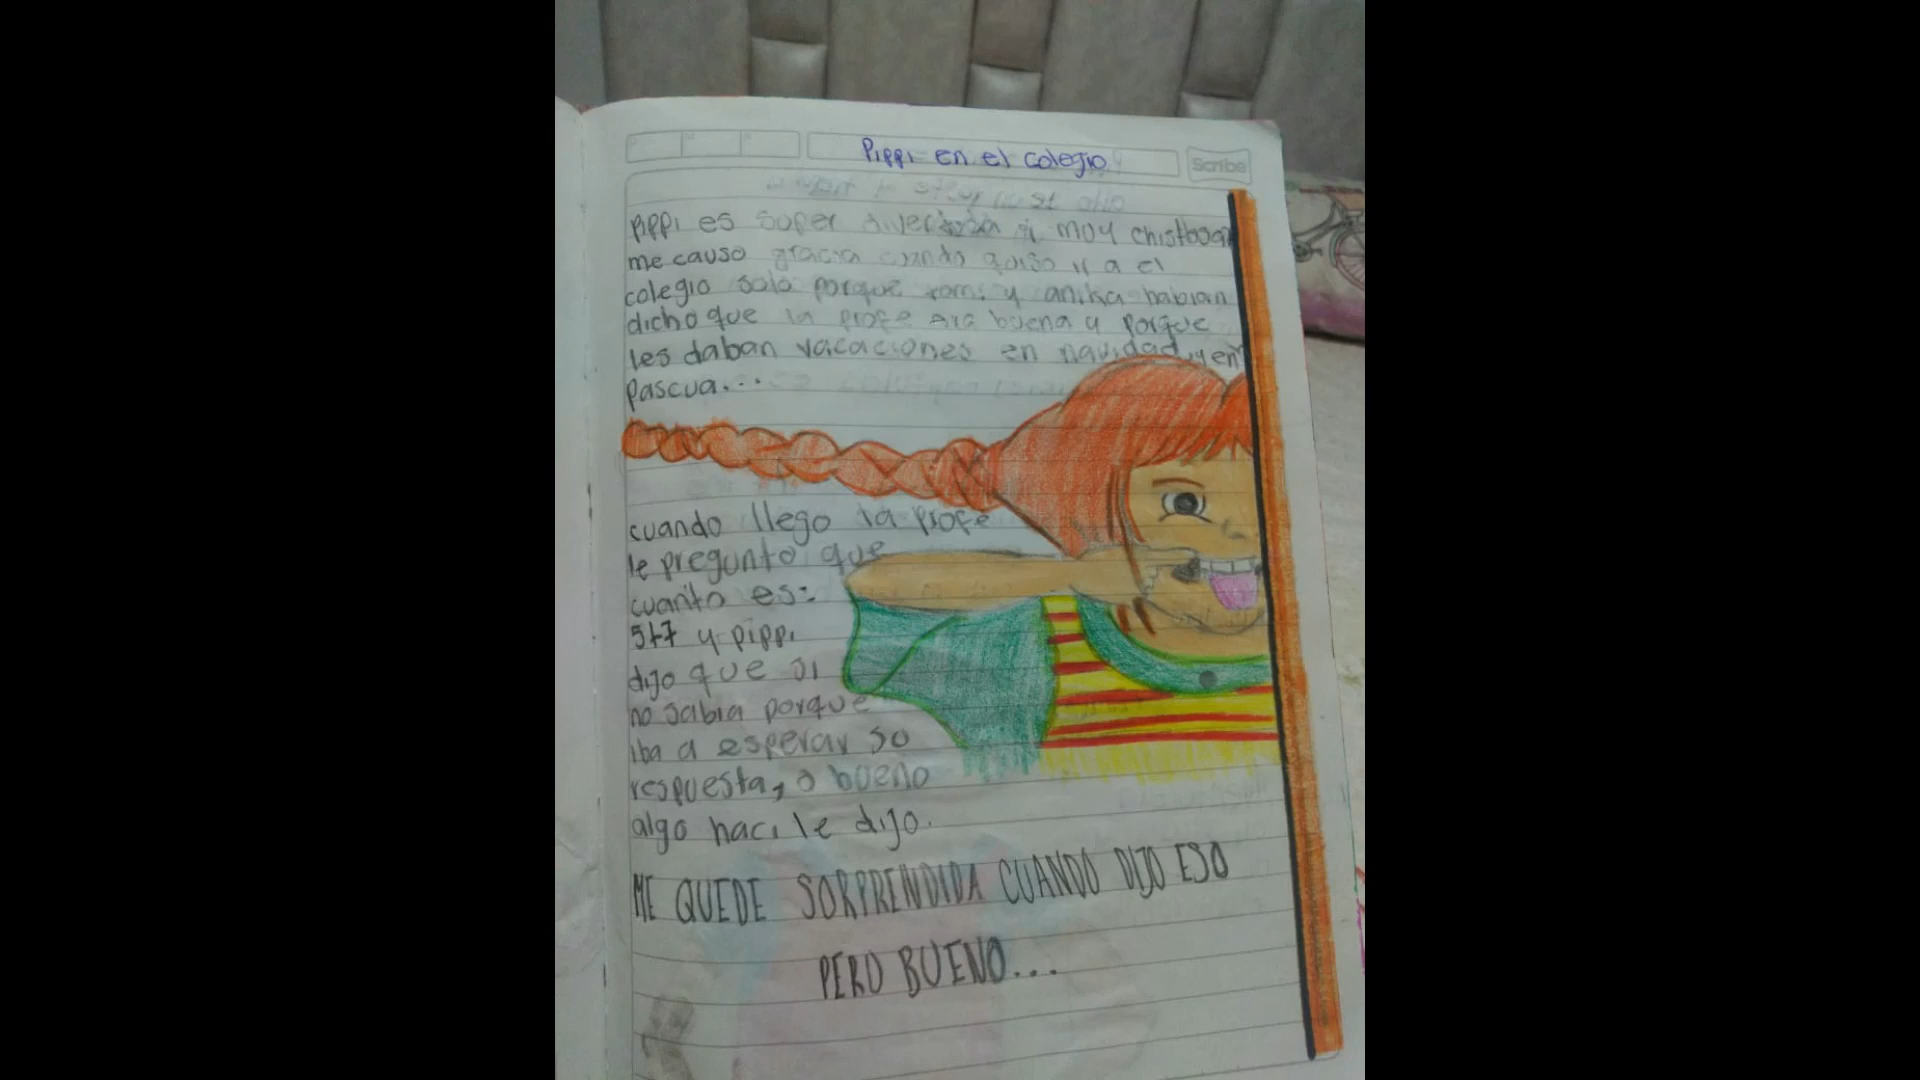 Pippi en el colegio
Scribe
pippi es super divertida y muy chistosa
me causo gracia cuando quiso ir a el
colegio solo porque tomi y anika habian
dicho que la profe era buena y porque
les daban vacaciones en navidad y en
pascua...
cuando llego la profe
le pregunto que
cuanto es:
5+7 y pippi
dijo que si
no sabia porque
iba a esperar so
respuesta, o bueno
algo haci le dijo.
ME QUEDE SORPRENDIDA CUANDO DIJO ESO
PERO BUENO...